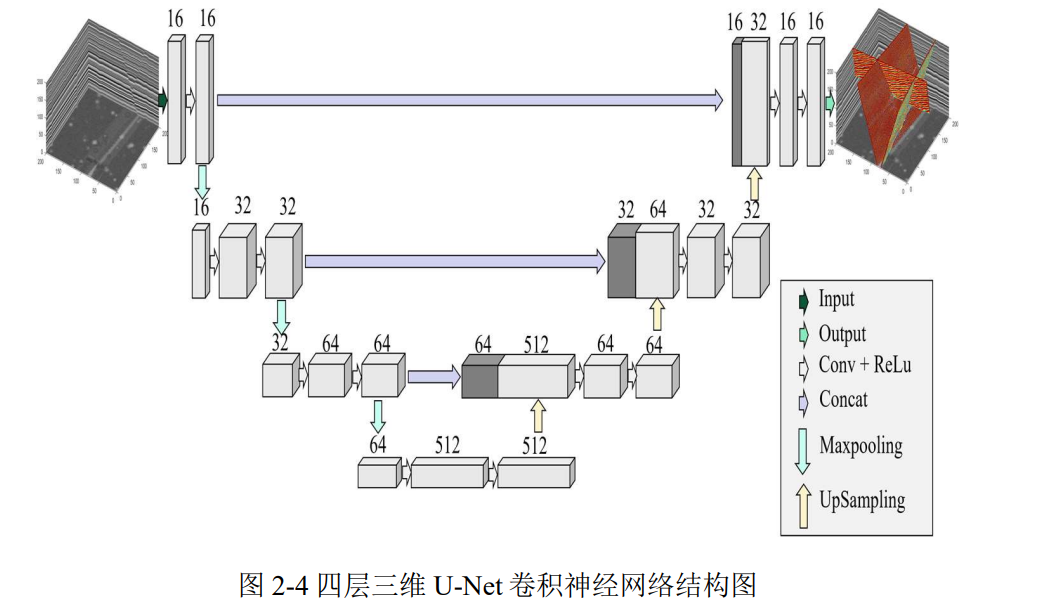 16 16
16 32 16 16
16 32 32
32 64 32 32
32 64 64
64 512 64 64
64 512 512
Input
Output
Conv + ReLu
Concat
Maxpooling
UpSampling
图 2-4 四层三维 U-Net 卷积神经网络结构图